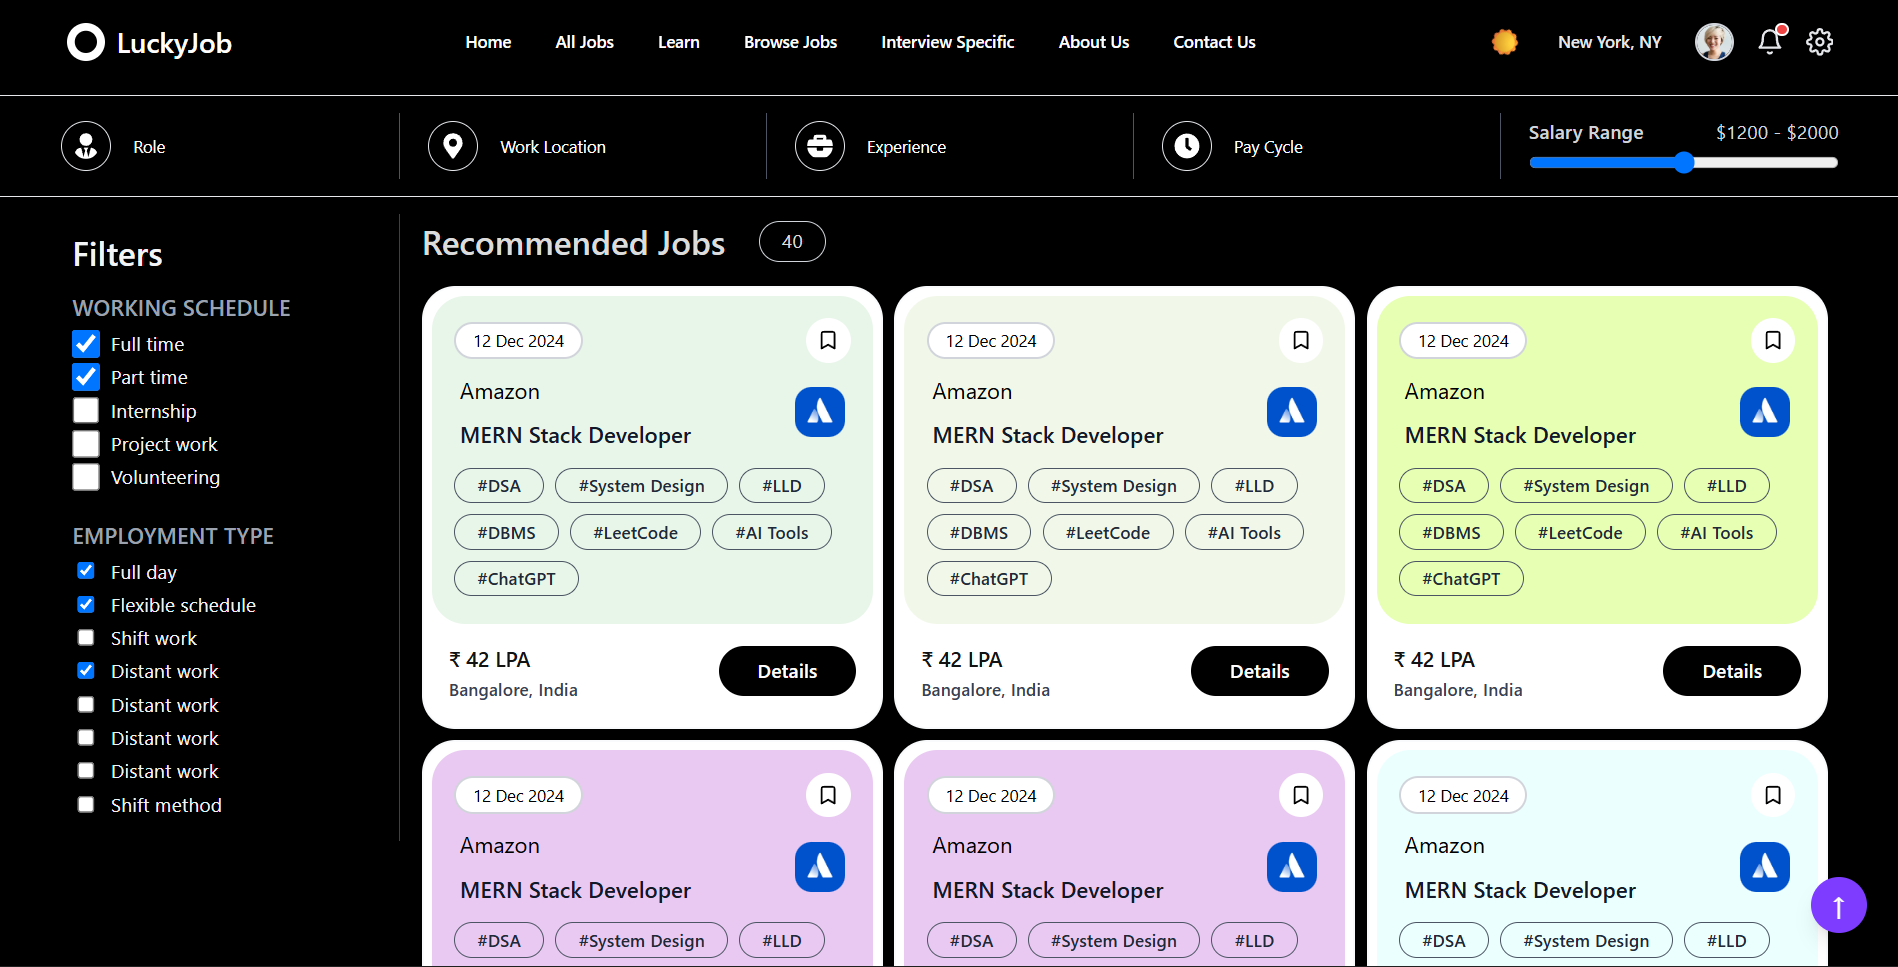 LuckyJob
Home All Jobs Learn Browse Jobs Interview Specific About Us Contact Us New York, NY
Role Work Location Experience Pay Cycle
Salary Range $1200 - $2000
Filters
WORKING SCHEDULE
Full time
Part time
Internship
Project work
Volunteering
EMPLOYMENT TYPE
Full day
Flexible schedule
Shift work
Distant work
Distant work
Distant work
Distant work
Shift method
Recommended Jobs 40
12 Dec 2024
Amazon
MERN Stack Developer
#DSA #System Design #LLD
#DBMS #LeetCode #AI Tools
#ChatGPT
₹ 42 LPA
Bangalore, India
Details
12 Dec 2024
Amazon
MERN Stack Developer
#DSA #System Design #LLD
#DBMS #LeetCode #AI Tools
#ChatGPT
₹ 42 LPA
Bangalore, India
Details
12 Dec 2024
Amazon
MERN Stack Developer
#DSA #System Design #LLD
#DBMS #LeetCode #AI Tools
#ChatGPT
₹ 42 LPA
Bangalore, India
Details
12 Dec 2024
Amazon
MERN Stack Developer
#DSA #System Design #LLD
12 Dec 2024
Amazon
MERN Stack Developer
#DSA #System Design #LLD
12 Dec 2024
Amazon
MERN Stack Developer
#DSA #System Design #LLD
↑